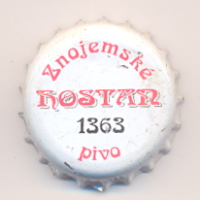 Znojemské
HOSTAN
1363
pivo